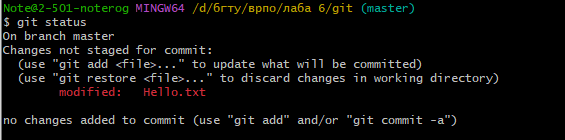 Note@2-501-noterog MINGW64 /d/бгту/врпо/лаба 6/git (master)
$ git status
On branch master
Changes not staged for commit:
  (use "git add <file>..." to update what will be committed)
  (use "git restore <file>..." to discard changes in working directory)
        modified:   Hello.txt

no changes added to commit (use "git add" and/or "git commit -a")